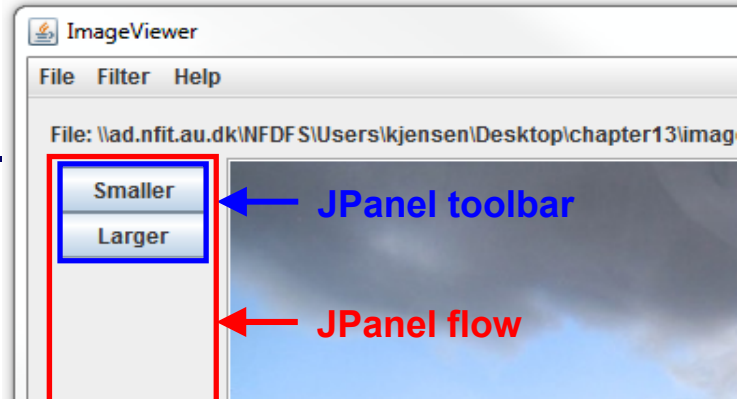 ImageViewer
File Filter Help
File: \\ad.nfit.au.dk\NFDFS\Users\kjensen\Desktop\chapter13\image
Smaller
JPanel toolbar
Larger
JPanel flow